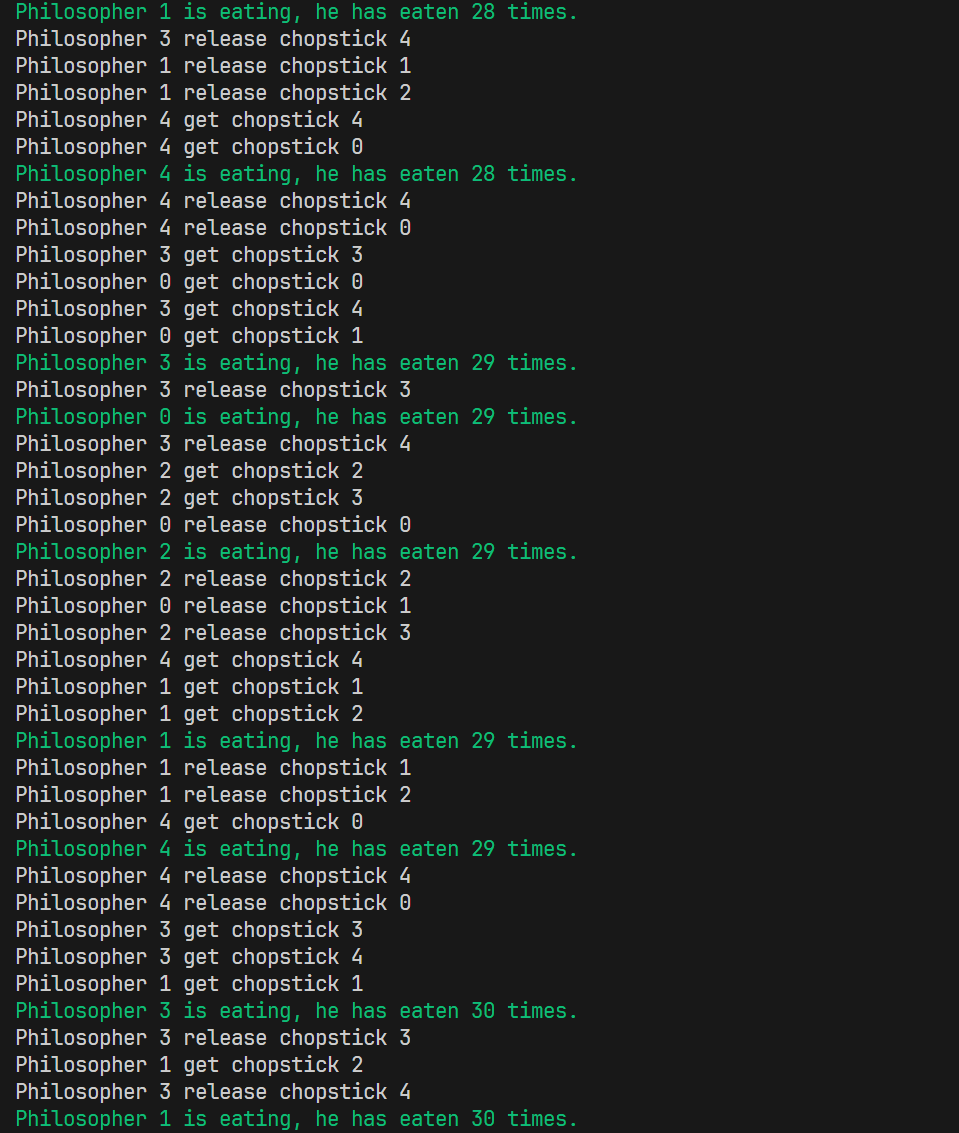 Philosopher 1 is eating, he has eaten 28 times.
Philosopher 3 release chopstick 4
Philosopher 1 release chopstick 1
Philosopher 1 release chopstick 2
Philosopher 4 get chopstick 4
Philosopher 4 get chopstick 0
Philosopher 4 is eating, he has eaten 28 times.
Philosopher 4 release chopstick 4
Philosopher 4 release chopstick 0
Philosopher 3 get chopstick 3
Philosopher 0 get chopstick 0
Philosopher 3 get chopstick 4
Philosopher 0 get chopstick 1
Philosopher 3 is eating, he has eaten 29 times.
Philosopher 3 release chopstick 3
Philosopher 0 is eating, he has eaten 29 times.
Philosopher 3 release chopstick 4
Philosopher 2 get chopstick 2
Philosopher 2 get chopstick 3
Philosopher 0 release chopstick 0
Philosopher 2 is eating, he has eaten 29 times.
Philosopher 2 release chopstick 2
Philosopher 0 release chopstick 1
Philosopher 2 release chopstick 3
Philosopher 4 get chopstick 4
Philosopher 1 get chopstick 1
Philosopher 1 get chopstick 2
Philosopher 1 is eating, he has eaten 29 times.
Philosopher 1 release chopstick 1
Philosopher 1 release chopstick 2
Philosopher 4 get chopstick 0
Philosopher 4 is eating, he has eaten 29 times.
Philosopher 4 release chopstick 4
Philosopher 4 release chopstick 0
Philosopher 3 get chopstick 3
Philosopher 3 get chopstick 4
Philosopher 1 get chopstick 1
Philosopher 3 is eating, he has eaten 30 times.
Philosopher 3 release chopstick 3
Philosopher 1 get chopstick 2
Philosopher 3 release chopstick 4
Philosopher 1 is eating, he has eaten 30 times.